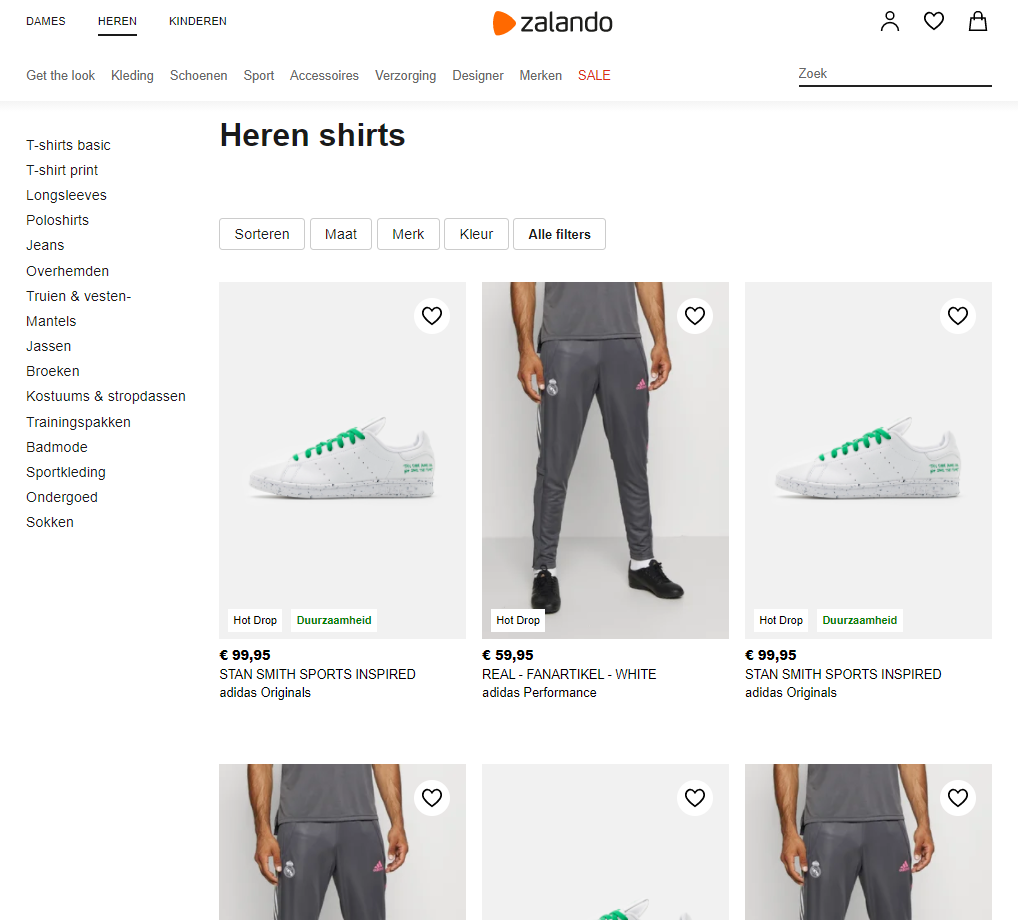 DAMES HEREN KINDEREN
zalando
Get the look Kleding Schoenen Sport Accessoires Verzorging Designer Merken SALE
Zoek
Heren shirts
T-shirts basic
T-shirt print
Longsleeves
Poloshirts
Jeans
Overhemden
Truien & vesten-
Mantels
Jassen
Broeken
Kostuums & stropdassen
Trainingspakken
Badmode
Sportkleding
Ondergoed
Sokken
Sorteren Maat Merk Kleur Alle filters
Hot Drop Duurzaamheid
€ 99,95
STAN SMITH SPORTS INSPIRED
adidas Originals
Hot Drop
€ 59,95
REAL - FANARTIKEL - WHITE
adidas Performance
Hot Drop Duurzaamheid
€ 99,95
STAN SMITH SPORTS INSPIRED
adidas Originals